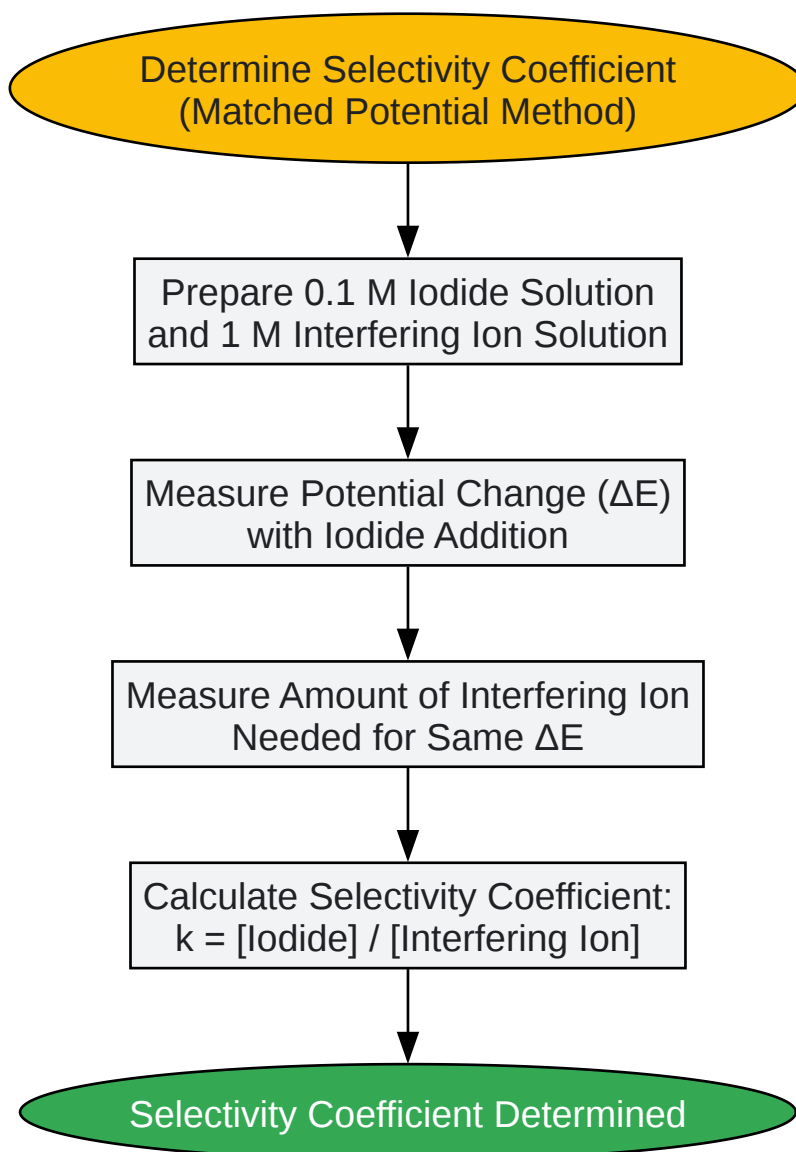 Determine Selectivity Coefficient
(Matched Potential Method)
Prepare 0.1 M Iodide Solution
and 1 M Interfering Ion Solution
Measure Potential Change (ΔE)
with Iodide Addition
Measure Amount of Interfering Ion
Needed for Same ΔE
Calculate Selectivity Coefficient:
k = [Iodide] / [Interfering Ion]
Selectivity Coefficient Determined